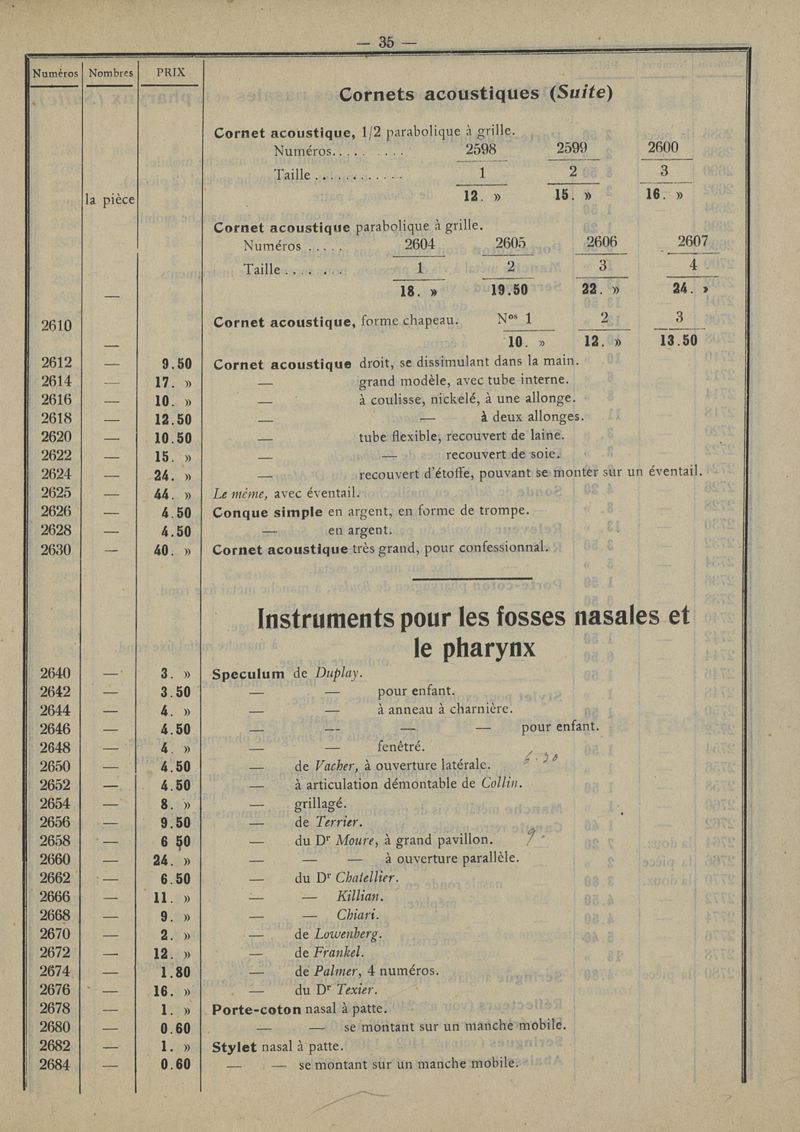 — 35 —
Numéros Nombres PRIX
Cornets acoustiques (Suite)
Cornet acoustique, 1/2 parabolique à grille.
Numéros.......... 2598 2599 2600
Taille............ 1 2 3
la pièce 12. » 15. » 16. »
Cornet acoustique parabolique à grille.
Numéros ..... 2604 2605 2606 2607
Taille....... 1 2 3 4
— 18. » 19.50 22. » 24. »
2610 Cornet acoustique, forme chapeau. Nos 1 2 3
— 10. » 12. » 13.50
2612 — 9.50 Cornet acoustique droit, se dissimulant dans la main.
2614 — 17. » — grand modèle, avec tube interne.
2616 — 10. » — à coulisse, nickelé, à une allonge.
2618 — 12.50 — — à deux allonges.
2620 — 10.50 — tube flexible, recouvert de laine.
2622 — 15. » — — recouvert de soie.
2624 — 24. » — recouvert d'étoffe, pouvant se monter sur un éventail.
2625 — 44. » Le même, avec éventail.
2626 — 4.50 Conque simple en argent, en forme de trompe.
2628 — 4.50 — en argent.
2630 — 40. » Cornet acoustique très grand, pour confessionnal.
Instruments pour les fosses nasales et
le pharynx
2640 — 3. » Speculum de Duplay.
2642 — 3.50 — — pour enfant.
2644 — 4. » — — à anneau à charnière.
2646 — 4.50 — — — — pour enfant.
2648 — 4 » — — fenêtré.
2650 — 4.50 — de Vacher, à ouverture latérale.
2652 — 4.50 — à articulation démontable de Collin.
2654 — 8. » — grillagé.
2656 — 9.50 — de Terrier.
2658 — 6 50 — du Dr Moure, à grand pavillon.
2660 — 24. » — — — à ouverture parallèle.
2662 — 6.50 — du Dr Chatellier.
2666 — 11. » — — Killian.
2668 — 9. » — — Chiari.
2670 — 2. » — de Lowenberg.
2672 — 12. » — de Frankel.
2674 — 1.80 — de Palmer, 4 numéros.
2676 — 16. » — du Dr Texier.
2678 — 1. » Porte-coton nasal à patte.
2680 — 0.60 — — se montant sur un manche mobile.
2682 — 1. » Stylet nasal à patte.
2684 — 0.60 — — se montant sur un manche mobile.